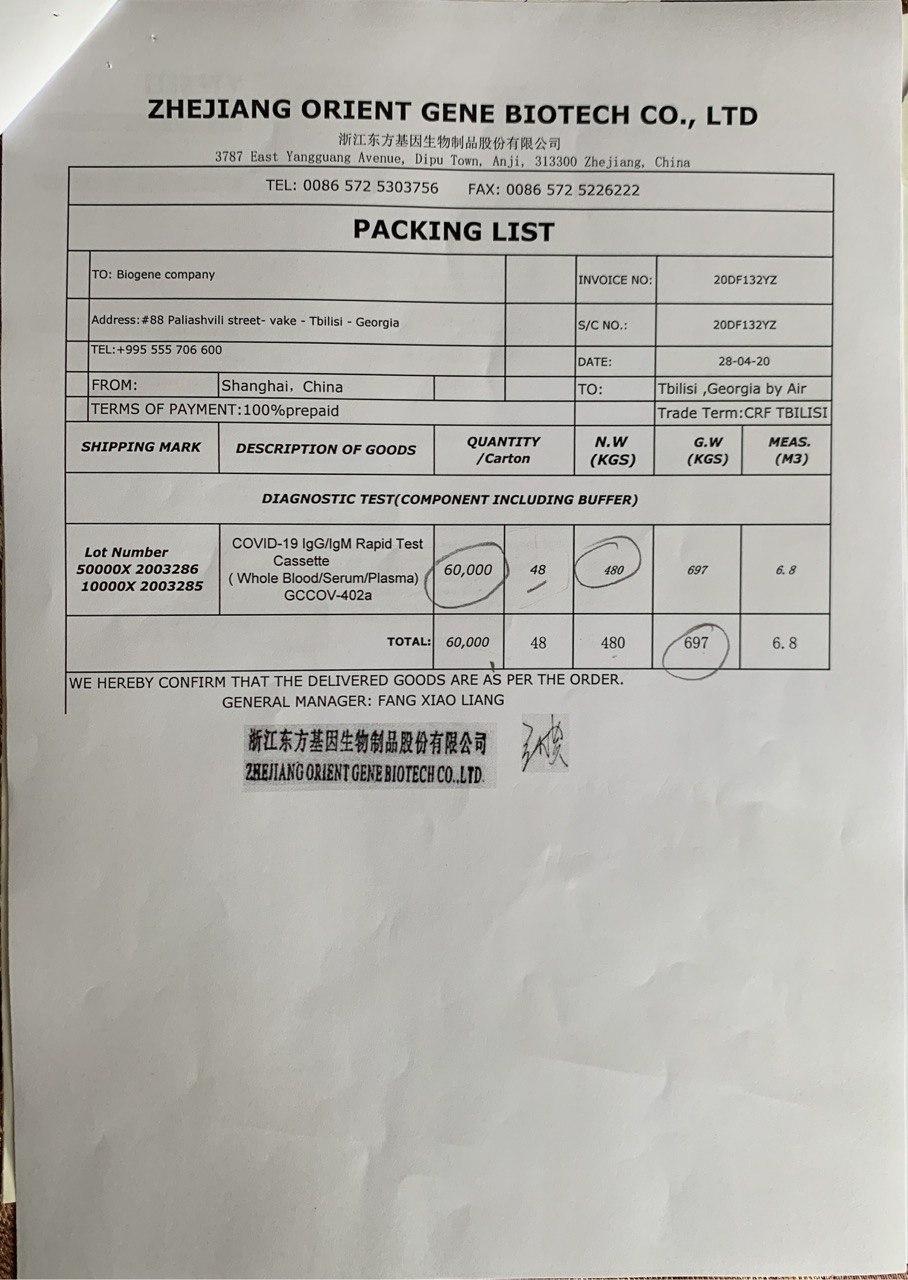 ZHEJIANG ORIENT GENE BIOTECH CO., LTD
浙江东方基因生物制品股份有限公司
3787 East Yangguang Avenue, Dipu Town, Anji, 313300 Zhejiang, China
TEL: 0086 572 5303756 FAX: 0086 572 5226222
PACKING LIST
TO: Biogene company INVOICE NO: 20DF132YZ
Address:#88 Paliashvili street- vake - Tbilisi - Georgia S/C NO.: 20DF132YZ
TEL:+995 555 706 600 DATE: 28-04-20
FROM: Shanghai, China TO: Tbilisi ,Georgia by Air
TERMS OF PAYMENT:100%prepaid Trade Term:CRF TBILISI
SHIPPING MARK DESCRIPTION OF GOODS QUANTITY /Carton N.W (KGS) G.W (KGS) MEAS. (M3)
DIAGNOSTIC TEST(COMPONENT INCLUDING BUFFER)
Lot Number
50000X 2003286
10000X 2003285
COVID-19 IgG/IgM Rapid Test
Cassette
( Whole Blood/Serum/Plasma)
GCCOV-402a
60,000 48 480 697 6.8
TOTAL: 60,000 48 480 697 6.8
WE HEREBY CONFIRM THAT THE DELIVERED GOODS ARE AS PER THE ORDER.
GENERAL MANAGER: FANG XIAO LIANG
浙江东方基因生物制品股份有限公司
ZHEJIANG ORIENT GENE BIOTECH CO.,LTD.